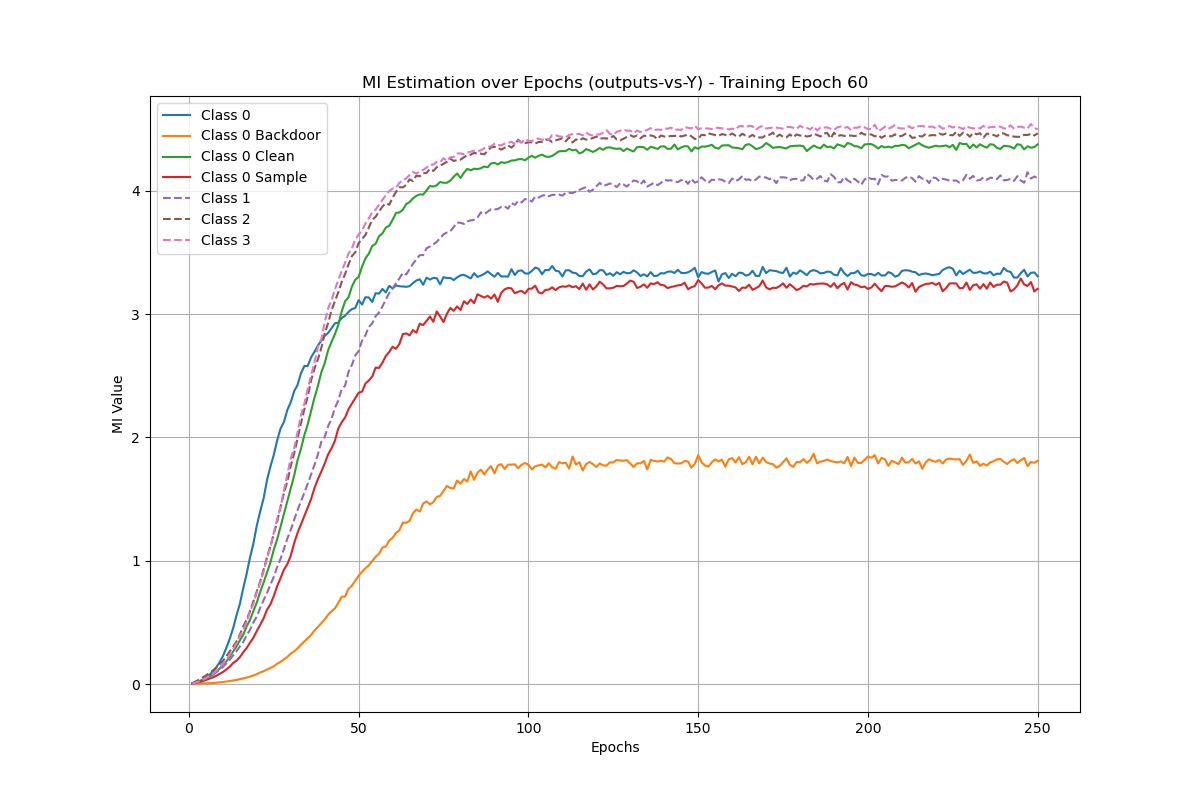 MI Estimation over Epochs (outputs-vs-Y) - Training Epoch 60
Class 0
Class 0 Backdoor
Class 0 Clean
Class 0 Sample
Class 1
Class 2
Class 3
MI Value
4
3
2
1
0
0 50 100 150 200 250
Epochs